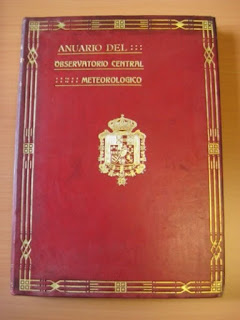 ANUARIO DEL
OBSERVATORIO CENTRAL
METEOROLOGICO